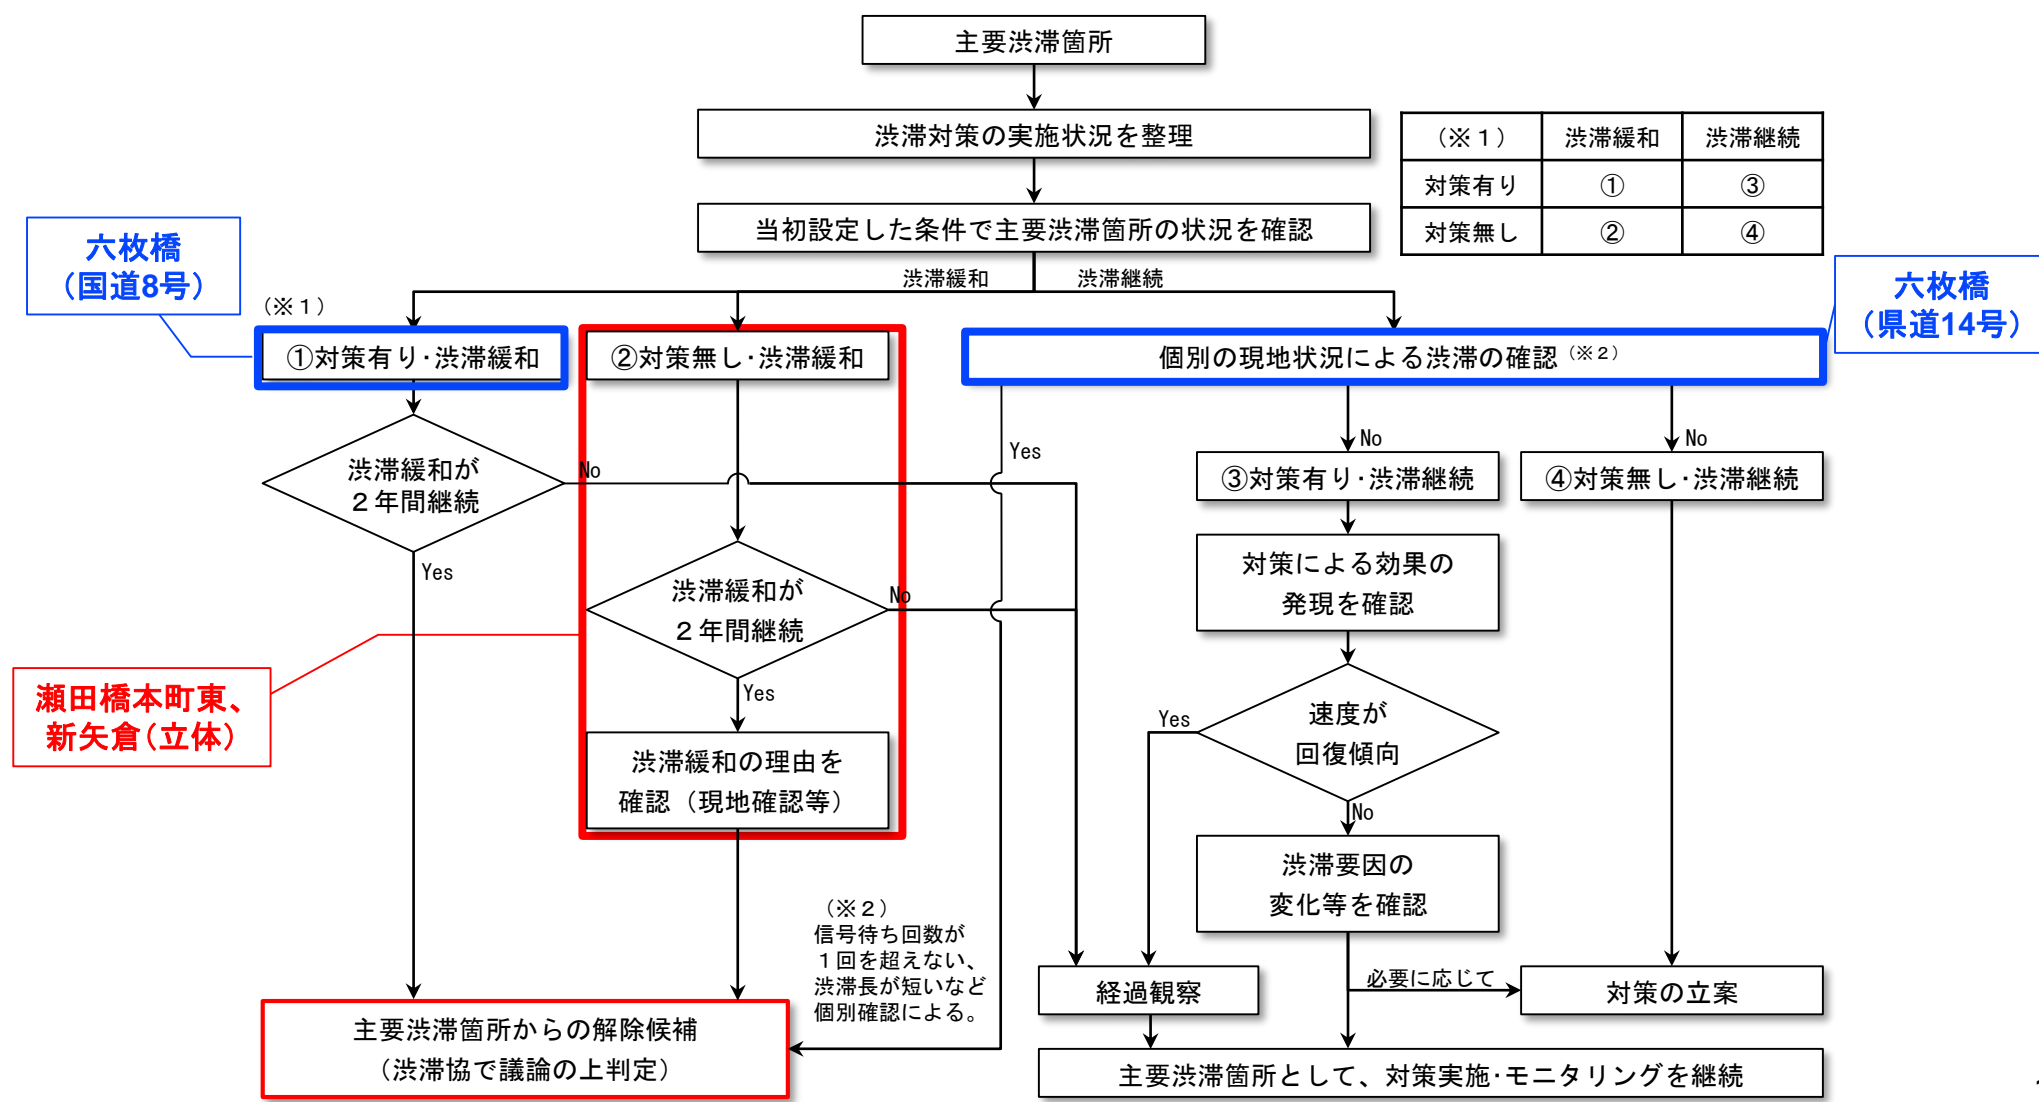 主要渋滞箇所
渋滞対策の実施状況を整理
当初設定した条件で主要渋滞箇所の状況を確認
(※１) 渋滞緩和 渋滞継続
対策有り ① ③
対策無し ② ④
六枚橋
(国道8号)
六枚橋
(県道14号)
渋滞緩和 渋滞継続
(※１)
①対策有り・渋滞緩和
②対策無し・渋滞緩和
個別の現地状況による渋滞の確認(※２)
渋滞緩和が
２年間継続
No
Yes
渋滞緩和が
２年間継続
No
Yes
渋滞緩和の理由を
確認（現地確認等）
瀬田橋本町東、
新矢倉(立体)
Yes
No
No
③対策有り・渋滞継続
④対策無し・渋滞継続
対策による効果の
発現を確認
速度が
回復傾向
Yes
No
渋滞要因の
変化等を確認
(※２)
信号待ち回数が
１回を超えない、
渋滞長が短いなど
個別確認による。
経過観察
必要に応じて
対策の立案
主要渋滞箇所からの解除候補
(渋滞協で議論の上判定)
主要渋滞箇所として、対策実施・モニタリングを継続